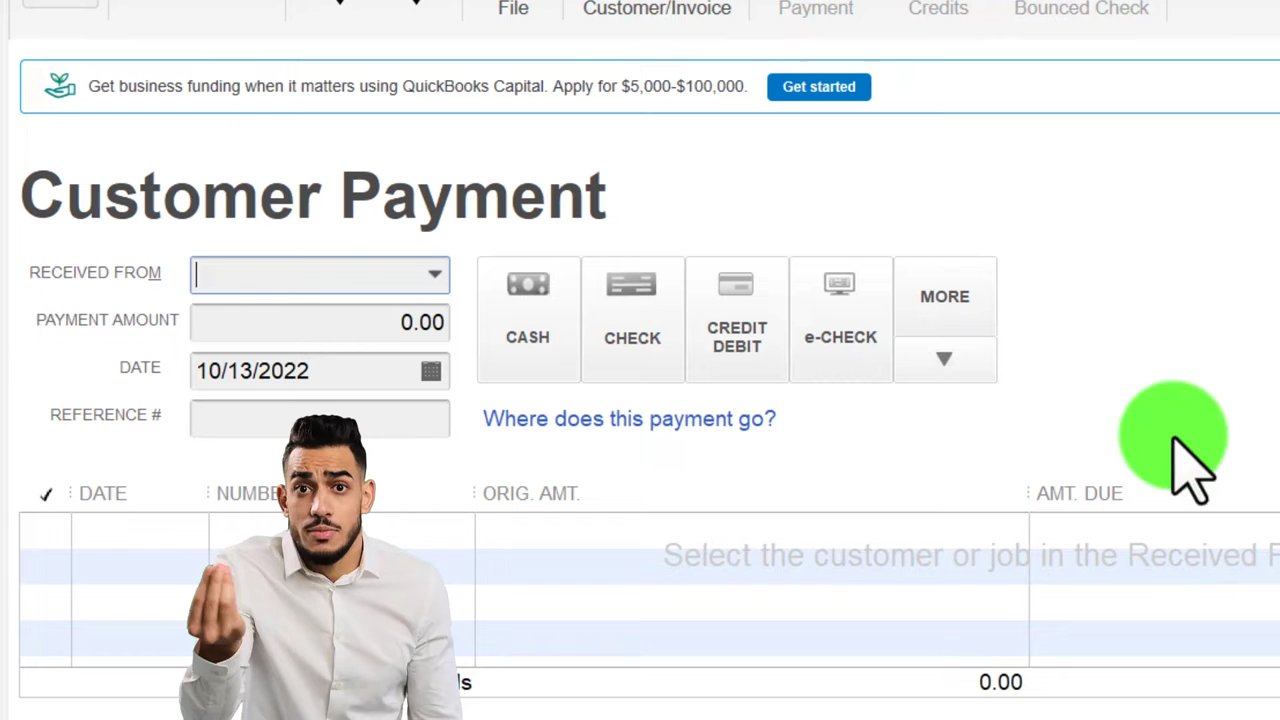 File Customer/Invoice Payment Credits Bounced Check
Get business funding when it matters using QuickBooks Capital. Apply for $5,000-$100,000. Get started
Customer Payment
RECEIVED FROM
PAYMENT AMOUNT 0.00
DATE 10/13/2022
REFERENCE #
CASH
CHECK
CREDIT
DEBIT
e-CHECK
MORE
Where does this payment go?
DATE ORIG. AMT. AMT. DUE
Select the customer or job in the Received
0.00